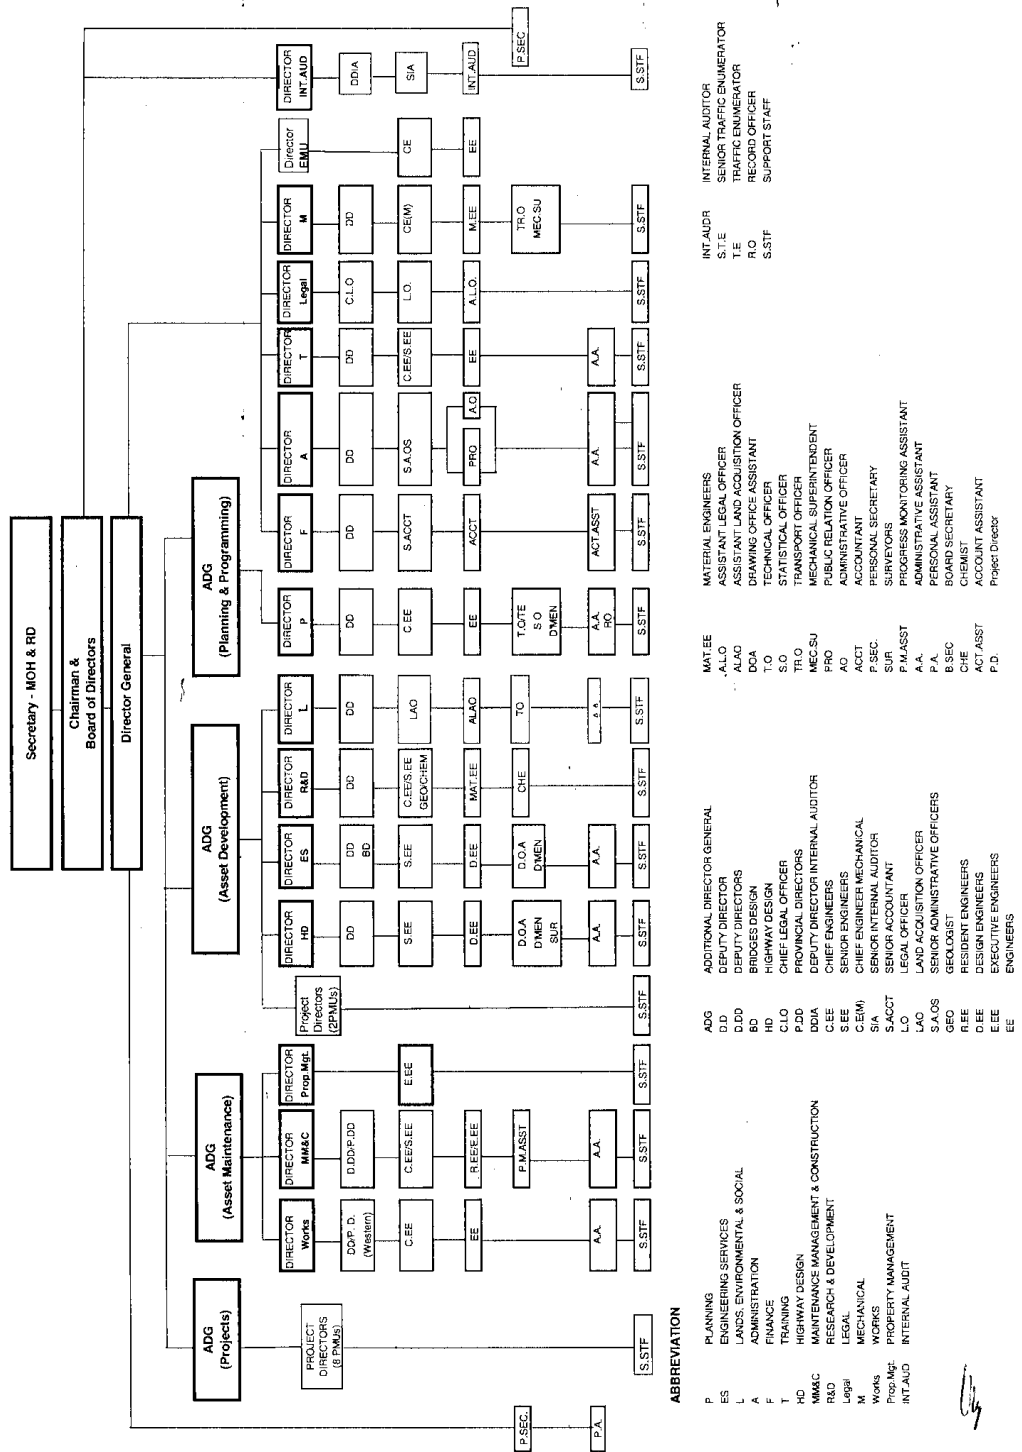 Secretary - MOH & RD
Chairman &
Board of Directors
Director General
ADG
(Projects)
ADG
(Asset Maintenance)
ADG
(Asset Development)
ADG
(Planning & Programming)
PROJECT
DIRECTORS
(8 PMUs)
S.STF
P.SEC.
P.A.
DIRECTOR
Works
DD/P. D.
(Western)
C.EE
EE
A.A.
S.STF
DIRECTOR
MM&C
D.DD/P.DD
C.EE/S.EE
R.EE/E.EE
P.M.ASST
A.A.
S.STF
DIRECTOR
Prop.Mgt.
E.EE
S.STF
Project
Directors
(2PMUs)
S.STF
DIRECTOR
HD
DD
S.EE
D.EE
D.O.A
D'MEN
SUR
A.A.
S.STF
DIRECTOR
ES
DD
BD
S.EE
D.EE
D.O.A
D'MEN
A.A.
S.STF
DIRECTOR
R&D
DD
C.EE/S.EE
GEO/CHEM
MAT.EE
CHE
S.STF
DIRECTOR
L
DD
LAO
ALAO
TO
S.STF
DIRECTOR
P
DD
C.EE
EE
T.O/TE
S O
D'MEN
A.A.
RO
S.STF
DIRECTOR
F
DD
S.ACCT
ACCT
ACT.ASST
S.STF
DIRECTOR
A
DD
S.A.OS
PRO
A.O
A.A.
S.STF
DIRECTOR
T
DD
C.EE/S.EE
EE
A.A.
S.STF
DIRECTOR
Legal
C.L.O
L.O.
A.L.O.
S.STF
DIRECTOR
M
DD
CE(M)
M.EE
TR.O
MEC.SU
S.STF
Director
EMU
CE
EE
DIRECTOR
INT.AUD
DDIA
SIA
INT.AUD
S.STF
P.SEC
ABBREVIATION
P PLANNING
ES ENGINEERING SERVICES
L LANDS, ENVIRONMENTAL & SOCIAL
A ADMINISTRATION
F FINANCE
T TRAINING
HD HIGHWAY DESIGN
MM&C MAINTENANCE MANAGEMENT & CONSTRUCTION
R&D RESEARCH & DEVELOPMENT
Legal LEGAL
M MECHANICAL
Works WORKS
Prop.Mgt. PROPERTY MANAGEMENT
INT.AUD INTERNAL AUDIT
ADG ADDITIONAL DIRECTOR GENERAL
D.D DEPUTY DIRECTOR
D.DD DEPUTY DIRECTORS
BD BRIDGES DESIGN
HD HIGHWAY DESIGN
C.LO CHIEF LEGAL OFFICER
P.DD PROVINCIAL DIRECTORS
DDIA DEPUTY DIRECTOR INTERNAL AUDITOR
C.EE CHIEF ENGINEERS
S.EE SENIOR ENGINEERS
C.E(M) CHIEF ENGINEER MECHANICAL
SIA SENIOR INTERNAL AUDITOR
S.ACCT SENIOR ACCOUNTANT
L.O LEGAL OFFICER
LAO LAND ACQUISITION OFFICER
S.A.OS SENIOR ADMINISTRATIVE OFFICERS
GEO GEOLOGIST
R.EE RESIDENT ENGINEERS
D.EE DESIGN ENGINEERS
E.EE EXECUTIVE ENGINEERS
EE ENGINEERS
MAT.EE MATERIAL ENGINEERS
A.L.O ASSISTANT LEGAL OFFICER
ALAO ASSISTANT LAND ACQUISITION OFFICER
DOA DRAWING OFFICE ASSISTANT
T.O TECHNICAL OFFICER
S.O STATISTICAL OFFICER
TR.O TRANSPORT OFFICER
MEC.SU MECHANICAL SUPERINTENDENT
PRO PUBLIC RELATION OFFICER
AO ADMINISTRATIVE OFFICER
ACCT ACCOUNTANT
P.SEC. PERSONAL SECRETARY
SUR SURVEYORS
P.M.ASST PROGRESS MONITORING ASSISTANT
A.A. ADMINISTRATIVE ASSISTANT
P.A. PERSONAL ASSISTANT
B.SEC BOARD SECRETARY
CHE CHEMIST
ACT.ASST ACCOUNT ASSISTANT
P.D. Project Director
INT.AUDR INTERNAL AUDITOR
S.T.E SENIOR TRAFFIC ENUMERATOR
T.E TRAFFIC ENUMERATOR
R.O RECORD OFFICER
S.STF SUPPORT STAFF